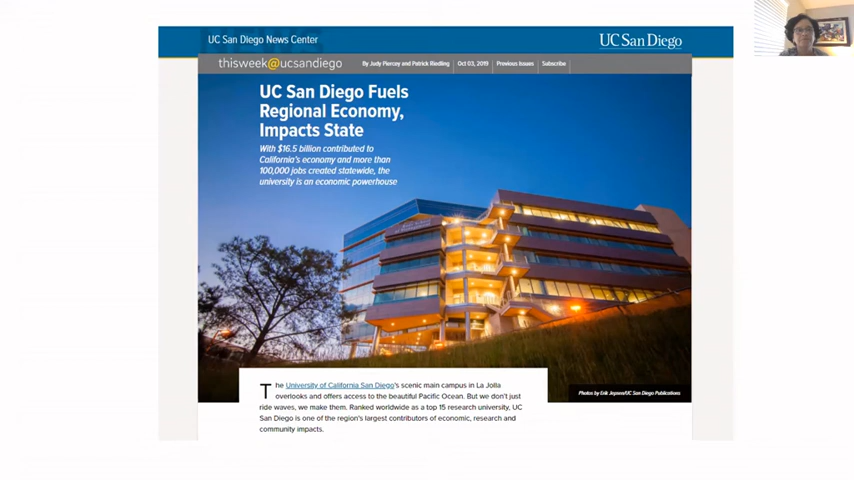 UC San Diego News Center
UC San Diego
thisweek@ucsandiego
By Judy Piercey and Patrick Riedling
Oct 03, 2019
Previous Issues
Subscribe
UC San Diego Fuels
Regional Economy,
Impacts State
With $16.5 billion contributed to
California's economy and more than
100,000 jobs created statewide, the
university is an economic powerhouse
The University of California San Diego's scenic main campus in La Jolla
overlooks and offers access to the beautiful Pacific Ocean. But we don't just
ride waves, we make them. Ranked worldwide as a top 15 research university, UC
San Diego is one of the region's largest contributors of economic, research and
community impacts.
Photos by Erik Jepsen/UC San Diego Publications